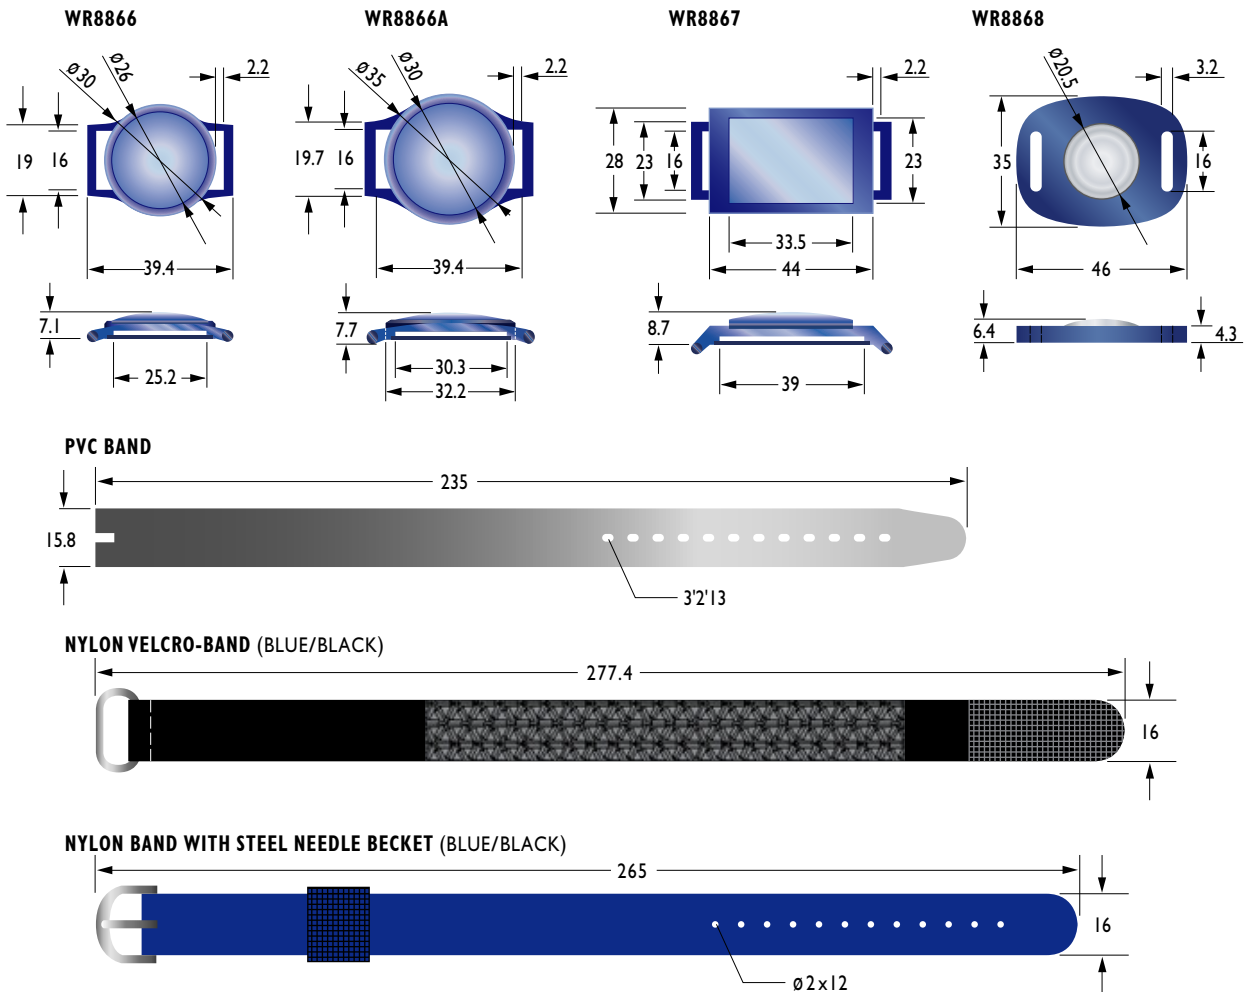 WR8866 WR8866A WR8867 WR8868
ø30 ø26 2.2 ø35 ø30 2.2 2.2 ø20.5 3.2
19 16 19.7 16 28 23 16 23 35 16
39.4 39.4 33.5 44 46
7.1 7.7 8.7 6.4 4.3
25.2 30.3 32.2 39
PVC BAND
235
15.8
3'2'13
NYLON VELCRO-BAND (BLUE/BLACK)
277.4
16
NYLON BAND WITH STEEL NEEDLE BECKET (BLUE/BLACK)
265
16
ø2x12